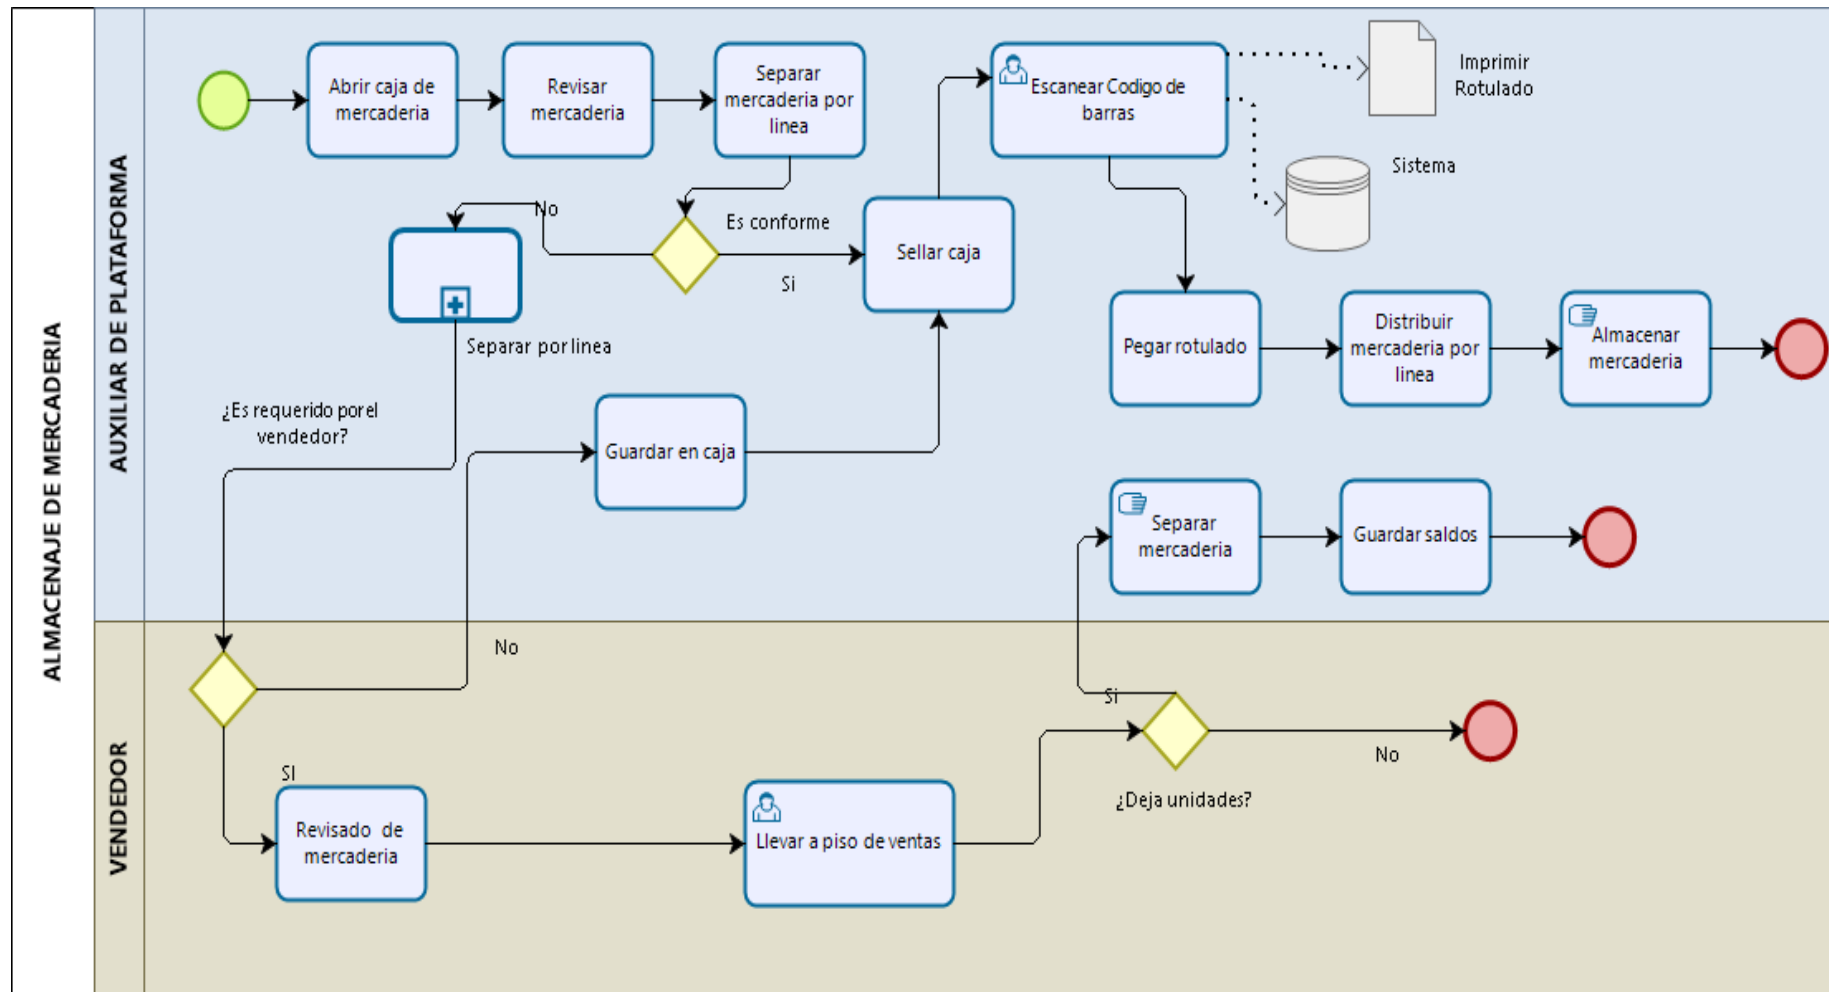 ALMACENAJE DE MERCADERIA
AUXILIAR DE PLATAFORMA
Abrir caja de
mercaderia
Revisar
mercaderia
Separar
mercaderia por
linea
Escanear Codigo de
barras
Imprimir
Rotulado
Sistema
No
Es conforme
Si
Sellar caja
Separar por linea
Pegar rotulado
Distribuir
mercaderia por
linea
Almacenar
mercaderia
¿Es requerido porel
vendedor?
Guardar en caja
Separar
mercaderia
Guardar saldos
VENDEDOR
No
Si
No
¿Deja unidades?
SI
Revisado de
mercaderia
Llevar a piso de ventas